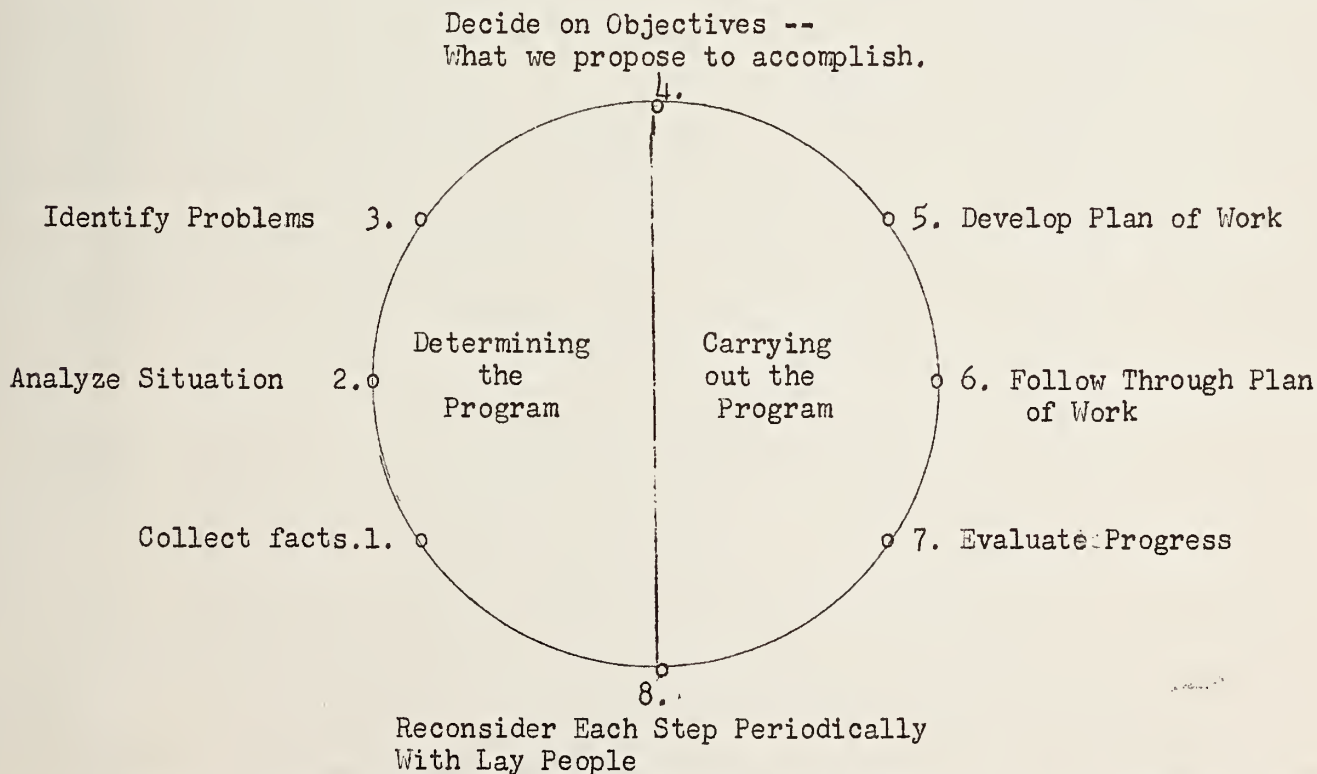 Decide on Objectives --
What we propose to accomplish.
4.
Identify Problems 3.
5. Develop Plan of Work
Determining
the
Program
Carrying
out the
Program
Analyze Situation 2.
6. Follow Through Plan
of Work
Collect facts.1.
7. Evaluate Progress
8.
Reconsider Each Step Periodically
With Lay People